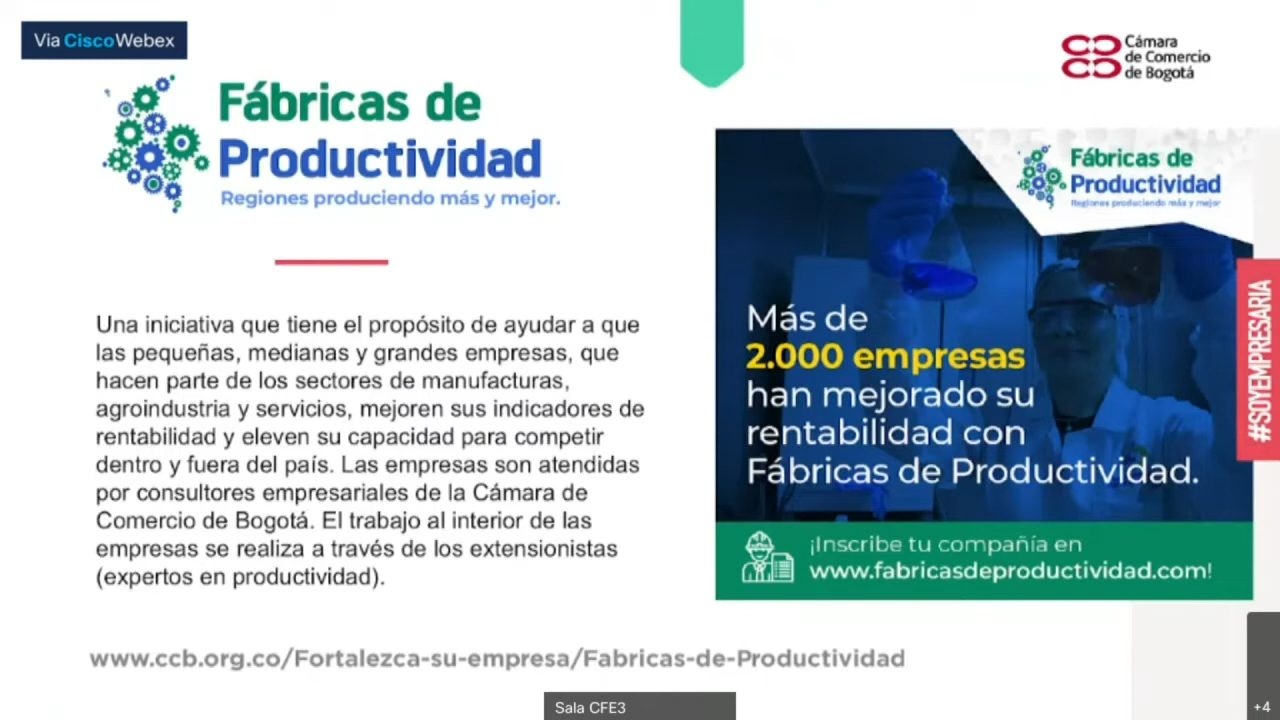 Via CiscoWebex
Cámara
de Comercio
de Bogotá
Fábricas de
Productividad
Regiones produciendo más y mejor.
Una iniciativa que tiene el propósito de ayudar a que
las pequeñas, medianas y grandes empresas, que
hacen parte de los sectores de manufacturas,
agroindustria y servicios, mejoren sus indicadores de
rentabilidad y eleven su capacidad para competir
dentro y fuera del país. Las empresas son atendidas
por consultores empresariales de la Cámara de
Comercio de Bogotá. El trabajo al interior de las
empresas se realiza a través de los extensionistas
(expertos en productividad).
Fábricas de
Productividad
Regiones produciendo más y mejor
Más de
2.000 empresas
han mejorado su
rentabilidad con
Fábricas de Productividad.
¡Inscribe tu compañía en
www.fabricasdeproductividad.com!
#SOYEMPRESARIA
www.ccb.org.co/Fortalezca-su-empresa/Fabricas-de-Productividad
Sala CFE3
+4